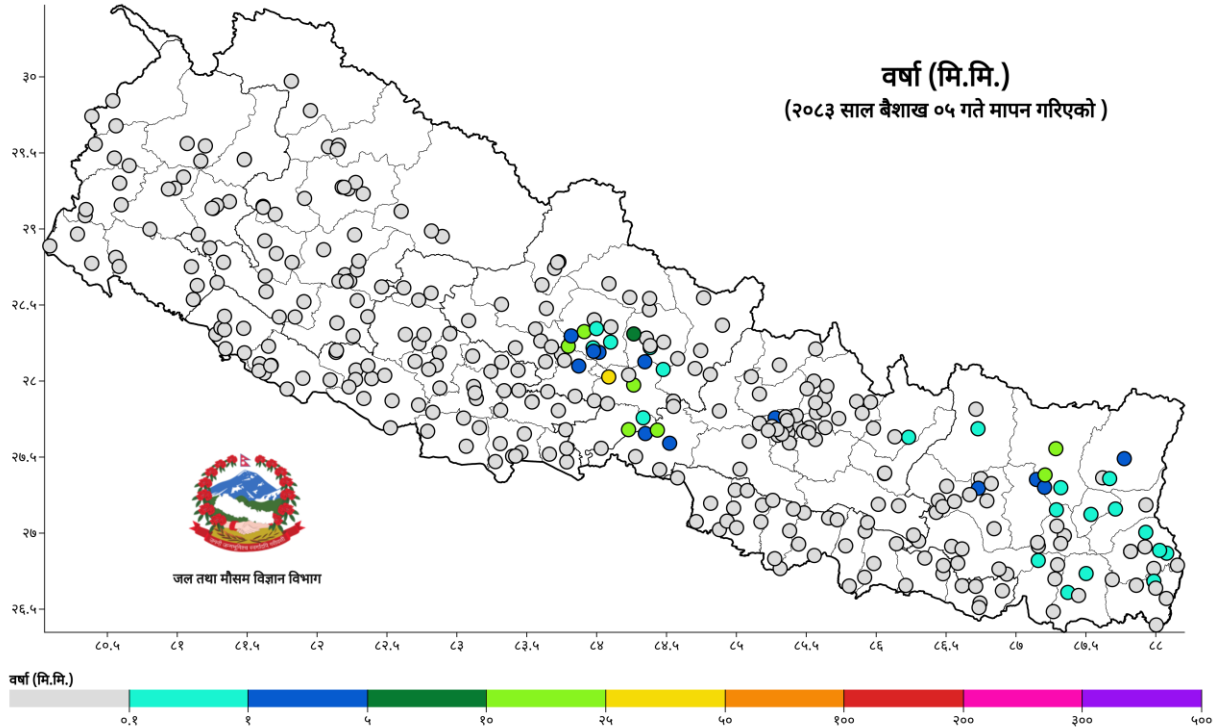 वर्षा (मि.मि.)
(२०८३ साल बैशाख ०५ गते मापन गरिएको )
३०
२९.५
२९
२८.५
२८
२७.५
२७
२६.५
जल तथा मौसम विज्ञान विभाग
८०.५ ८१ ८१.५ ८२ ८२.५ ८३ ८३.५ ८४ ८४.५ ८५ ८५.५ ८६ ८६.५ ८७ ८७.५ ८८
वर्षा (मि.मि.)
०.१ १ ५ १० २५ ५० १०० २०० ३०० ५००